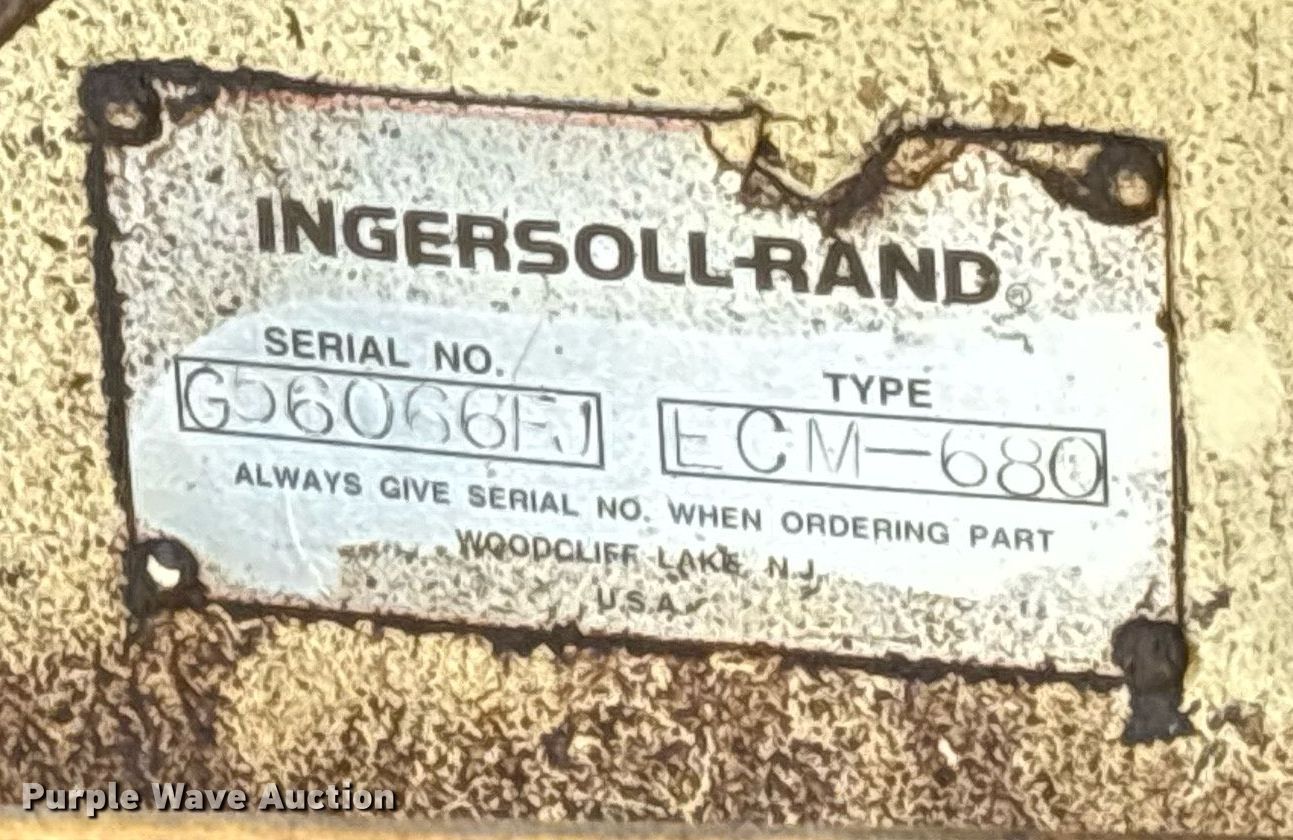 INGERSOLL-RAND®
SERIAL NO.
G56066FJ
TYPE
ECM-680
ALWAYS GIVE SERIAL NO. WHEN ORDERING PART
WOODCLIFF LAKE, N.J.
U.S.A.
Purple Wave Auction